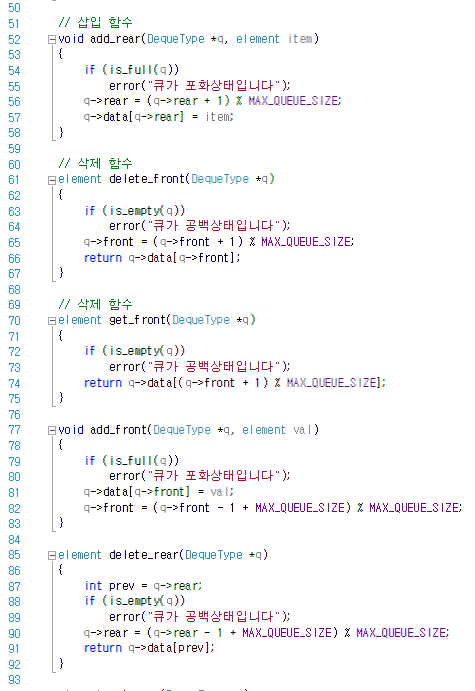 50
51 // 삽입 함수
52 void add_rear(DequeType *q, element item)
53 {
54 if (is_full(q))
55 error("큐가 포화상태입니다");
56 q->rear = (q->rear + 1) % MAX_QUEUE_SIZE;
57 q->data[q->rear] = item;
58 }
59
60 // 삭제 함수
61 element delete_front(DequeType *q)
62 {
63 if (is_empty(q))
64 error("큐가 공백상태입니다");
65 q->front = (q->front + 1) % MAX_QUEUE_SIZE;
66 return q->data[q->front];
67 }
68
69 // 삭제 함수
70 element get_front(DequeType *q)
71 {
72 if (is_empty(q))
73 error("큐가 공백상태입니다");
74 return q->data[(q->front + 1) % MAX_QUEUE_SIZE];
75 }
76
77 void add_front(DequeType *q, element val)
78 {
79 if (is_full(q))
80 error("큐가 포화상태입니다");
81 q->data[q->front] = val;
82 q->front = (q->front - 1 + MAX_QUEUE_SIZE) % MAX_QUEUE_SIZE;
83 }
84
85 element delete_rear(DequeType *q)
86 {
87 int prev = q->rear;
88 if (is_empty(q))
89 error("큐가 공백상태입니다");
90 q->rear = (q->rear - 1 + MAX_QUEUE_SIZE) % MAX_QUEUE_SIZE;
91 return q->data[prev];
92 }
93